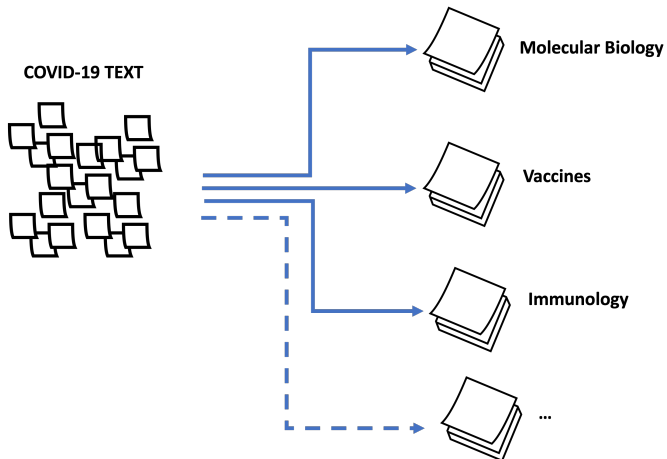 Molecular Biology
COVID-19 TEXT
Vaccines
Immunology
...